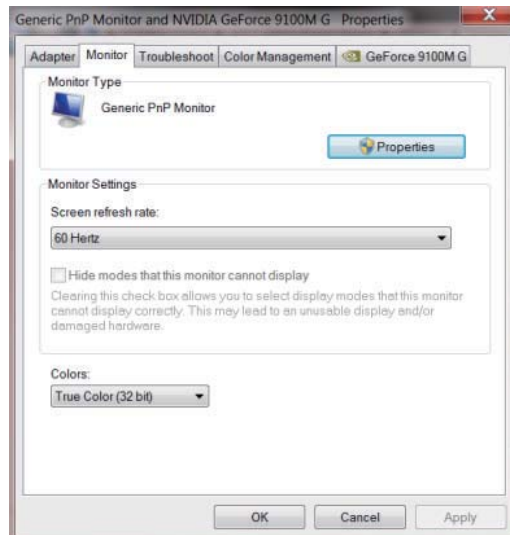 Generic PnP Monitor and NVIDIA GeForce 9100M G Properties
Adapter Monitor Troubleshoot Color Management GeForce 9100M G
Monitor Type
Generic PnP Monitor
Properties
Monitor Settings
Screen refresh rate:
60 Hertz
Hide modes that this monitor cannot display
Clearing this check box allows you to select display modes that this monitor
cannot display correctly. This may lead to an unusable display and/or
damaged hardware.
Colors:
True Color (32 bit)
OK Cancel Apply